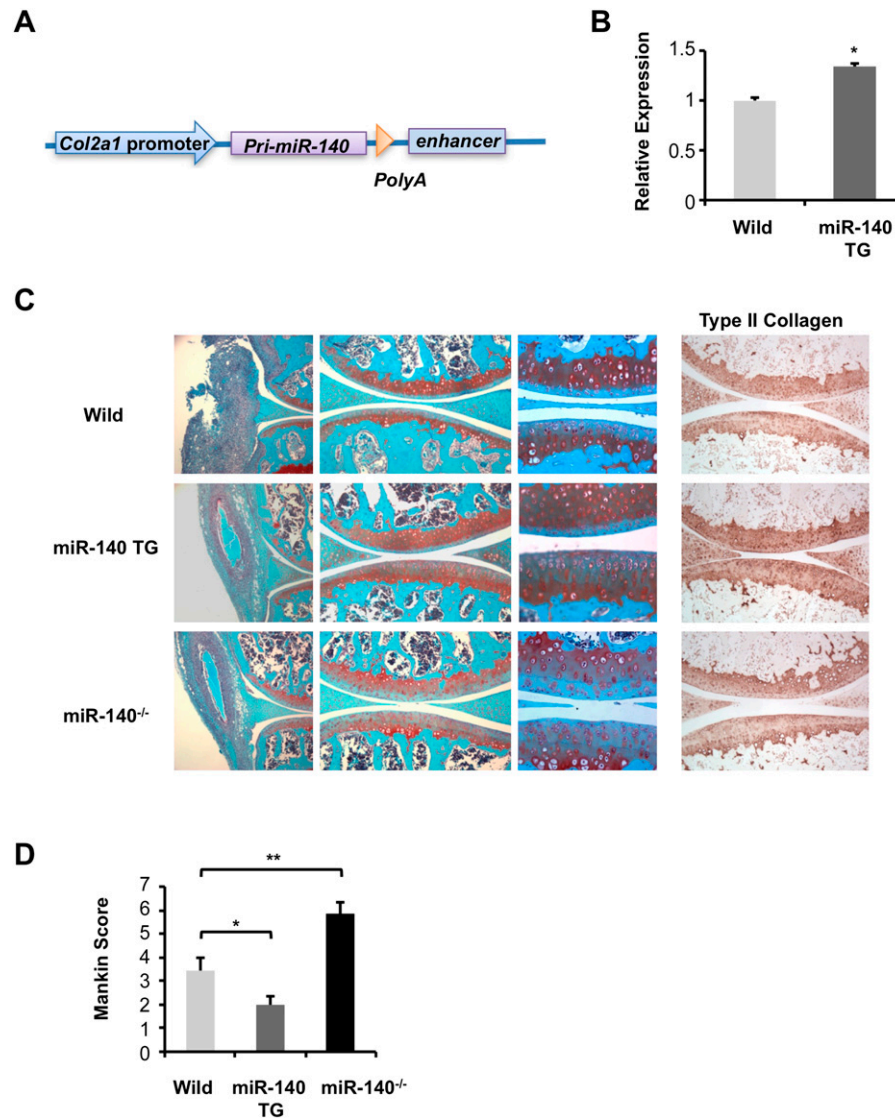 A
Col2a1 promoter
Pri-miR-140
enhancer
PolyA
B
Relative Expression
1.5
1
0.5
0
*
Wild
miR-140
TG
C
Type II Collagen
Wild
miR-140 TG
miR-140-/-
D
Mankin Score
7
6
5
4
3
2
1
0
**
*
Wild
miR-140
TG
miR-140-/-